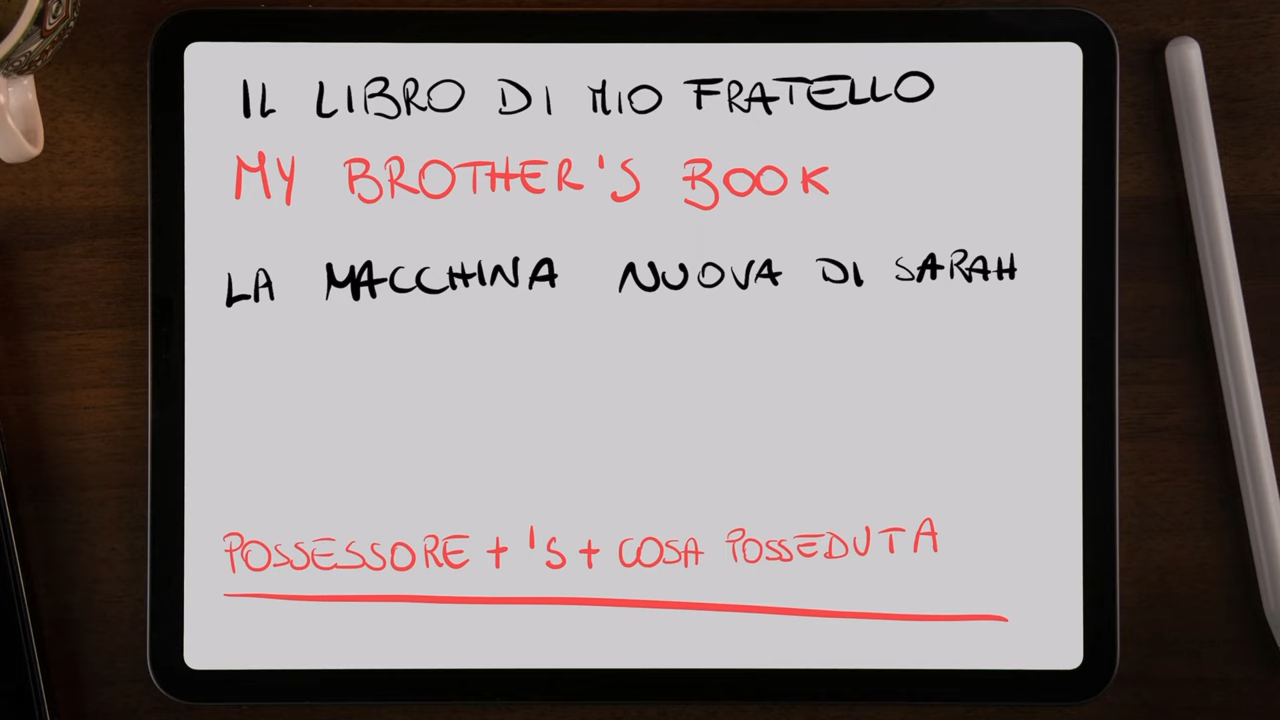 IL LIBRO DI MIO FRATELLO
MY BROTHER'S BOOK
LA MACCHINA NUOVA DI SARAH
POSSESSORE + 'S + COSA POSSEDUTA